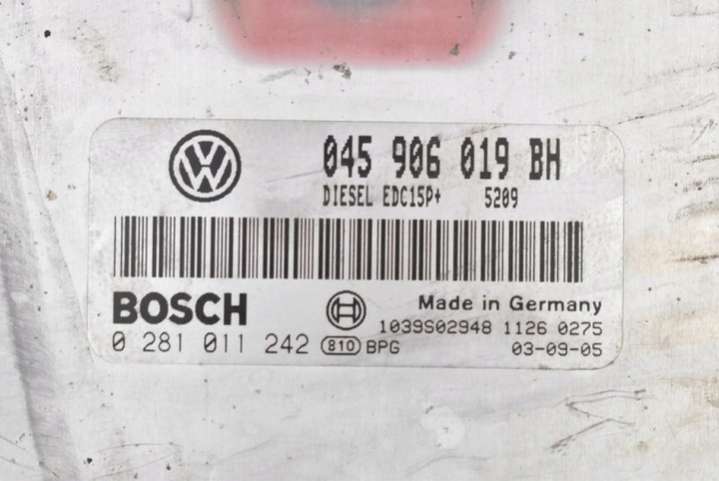 045 906 019 BH
DIESEL EDC15P+ 5209
BOSCH
Made in Germany
1039S02948 1126 0275
0 281 011 242 810 BPG 03-09-05